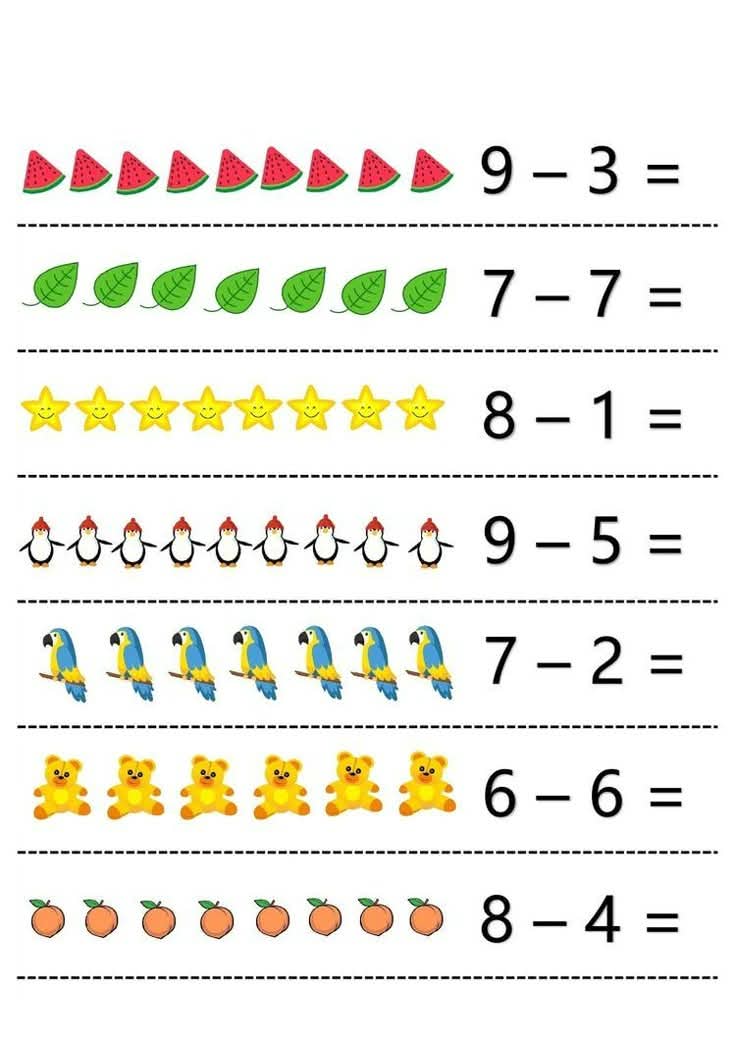 9 – 3 =
7 – 7 =
8 – 1 =
9 – 5 =
7 – 2 =
6 – 6 =
8 – 4 =